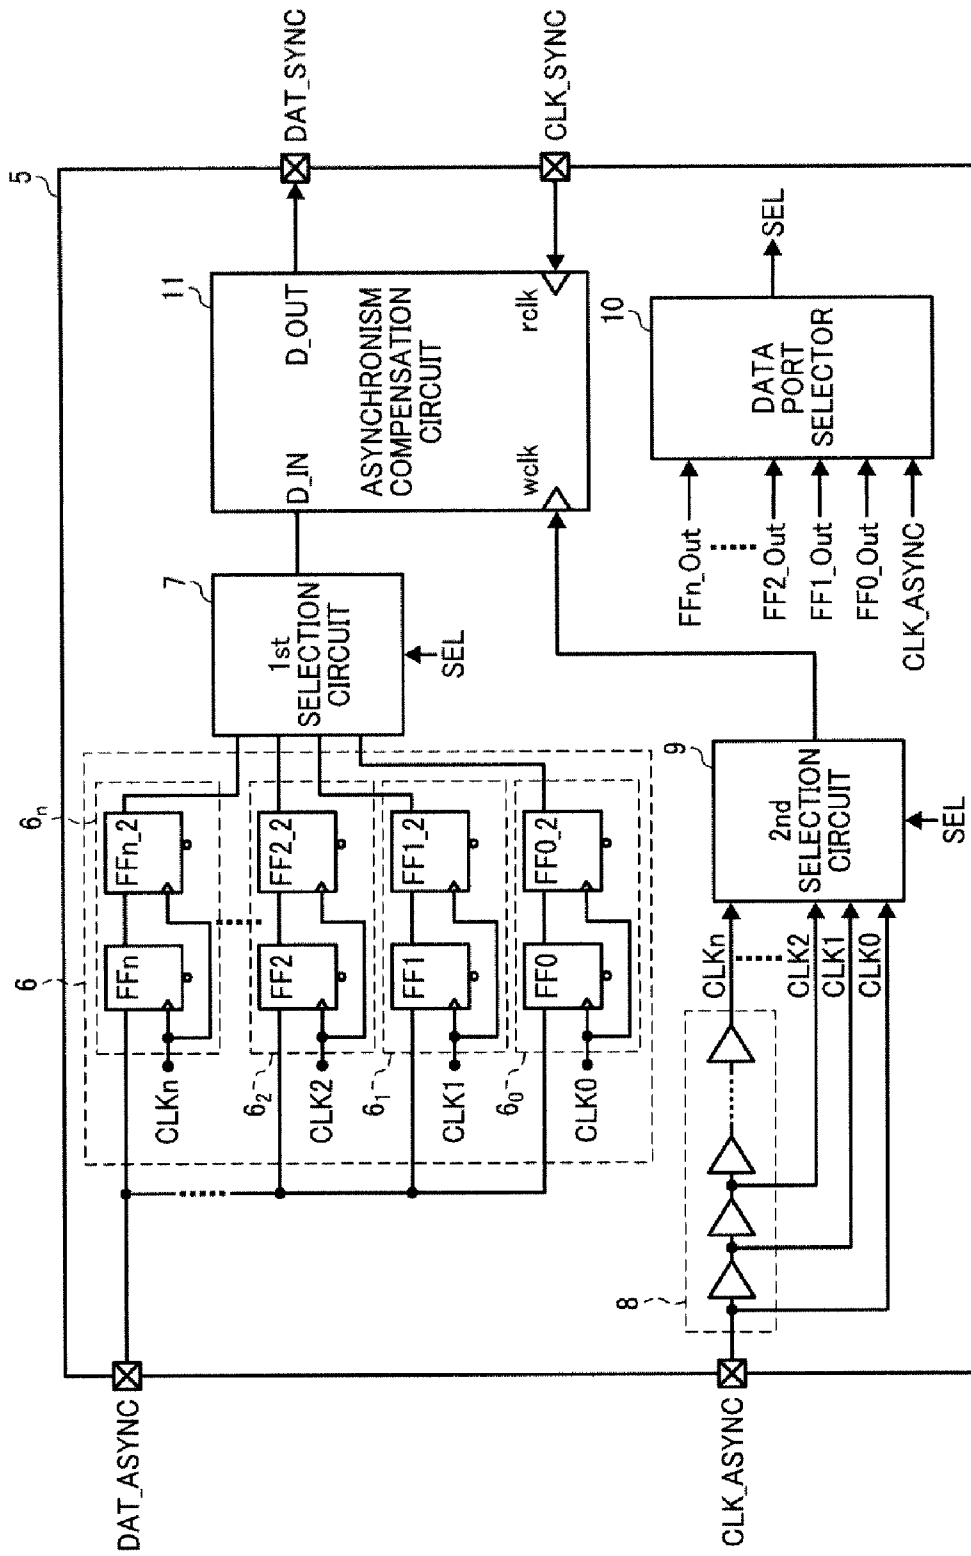 5
DAT_ASYNC
DAT_SYNC
CLK_ASYNC
CLK_SYNC
6
6n
FFn
FFn_2
CLKn
62
FF2
FF2_2
CLK2
61
FF1
FF1_2
CLK1
60
FF0
FF0_2
CLK0
7
1st
SELECTION
CIRCUIT
SEL
11
D_IN
D_OUT
ASYNCHRONISM
COMPENSATION
CIRCUIT
wclk
rclk
8
CLKn
CLK2
CLK1
CLK0
9
2nd
SELECTION
CIRCUIT
SEL
10
FFn_Out
FF2_Out
FF1_Out
FF0_Out
CLK_ASYNC
DATA
PORT
SELECTOR
SEL